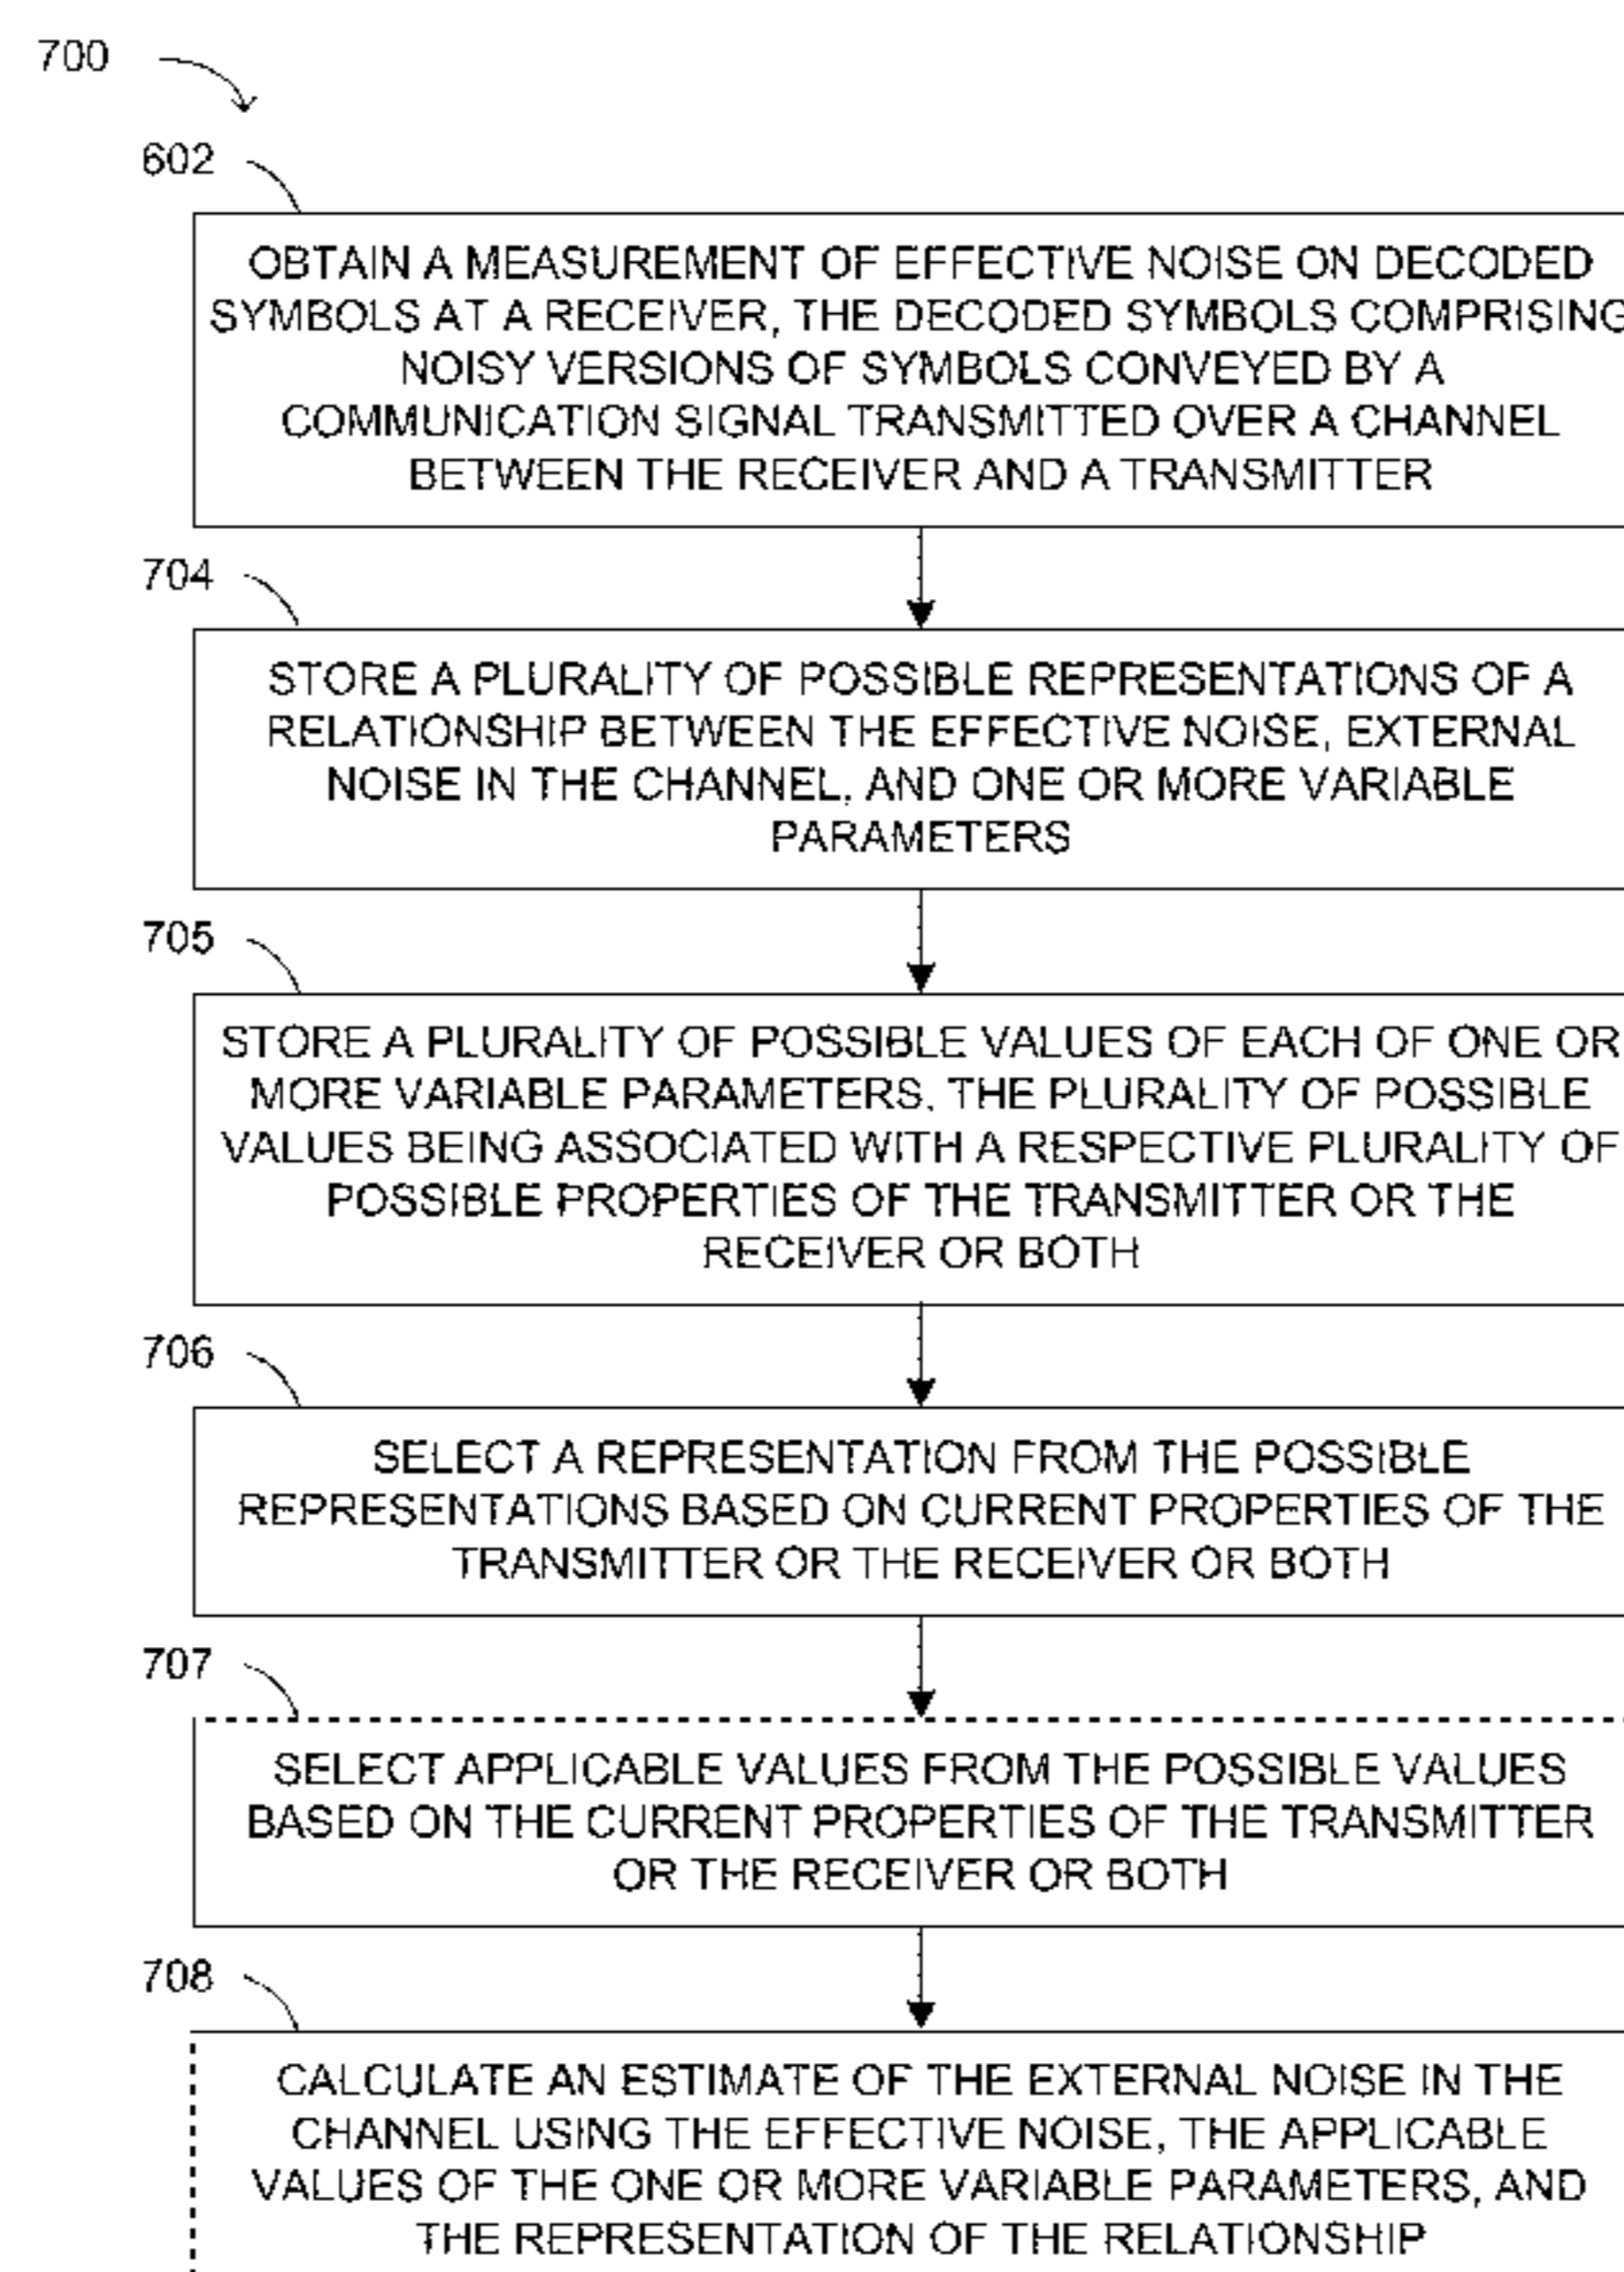 700
602
OBTAIN A MEASUREMENT OF EFFECTIVE NOISE ON DECODED
SYMBOLS AT A RECEIVER, THE DECODED SYMBOLS COMPRISING
NOISY VERSIONS OF SYMBOLS CONVEYED BY A
COMMUNICATION SIGNAL TRANSMITTED OVER A CHANNEL
BETWEEN THE RECEIVER AND A TRANSMITTER
704
STORE A PLURALITY OF POSSIBLE REPRESENTATIONS OF A
RELATIONSHIP BETWEEN THE EFFECTIVE NOISE, EXTERNAL
NOISE IN THE CHANNEL, AND ONE OR MORE VARIABLE
PARAMETERS
705
STORE A PLURALITY OF POSSIBLE VALUES OF EACH OF ONE OR
MORE VARIABLE PARAMETERS, THE PLURALITY OF POSSIBLE
VALUES BEING ASSOCIATED WITH A RESPECTIVE PLURALITY OF
POSSIBLE PROPERTIES OF THE TRANSMITTER OR THE
RECEIVER OR BOTH
706
SELECT A REPRESENTATION FROM THE POSSIBLE
REPRESENTATIONS BASED ON CURRENT PROPERTIES OF THE
TRANSMITTER OR THE RECEIVER OR BOTH
707
SELECT APPLICABLE VALUES FROM THE POSSIBLE VALUES
BASED ON THE CURRENT PROPERTIES OF THE TRANSMITTER
OR THE RECEIVER OR BOTH
708
CALCULATE AN ESTIMATE OF THE EXTERNAL NOISE IN THE
CHANNEL USING THE EFFECTIVE NOISE, THE APPLICABLE
VALUES OF THE ONE OR MORE VARIABLE PARAMETERS, AND
THE REPRESENTATION OF THE RELATIONSHIP